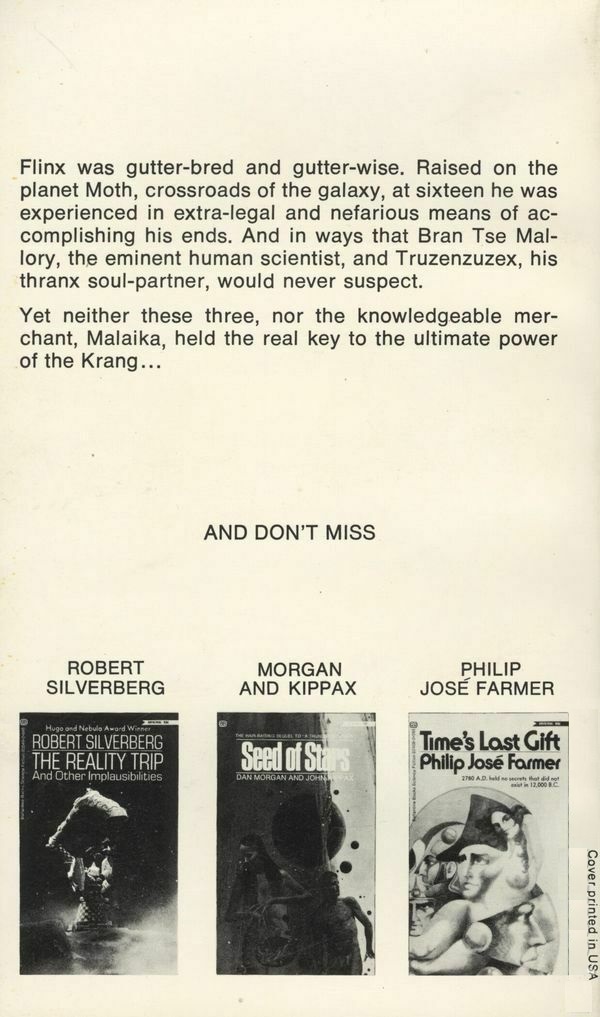 Flinx was gutter-bred and gutter-wise. Raised on the
planet Moth, crossroads of the galaxy, at sixteen he was
experienced in extra-legal and nefarious means of ac-
complishing his ends. And in ways that Bran Tse Mal-
lory, the eminent human scientist, and Truzenzuzex, his
thranx soul-partner, would never suspect.
Yet neither these three, nor the knowledgeable mer-
chant, Malaika, held the real key to the ultimate power
of the Krang...
AND DON'T MISS
ROBERT
SILVERBERG
Hugo and Nebula Award Winner
ROBERT SILVERBERG
THE REALITY TRIP
And Other Implausibilities
MORGAN
AND KIPPAX
Seed of Stars
DAN MORGAN AND JOHN KIPPAX
PHILIP
JOSÉ FARMER
Time's Last Gift
Philip José Farmer
2780 A.D. held no secrets that did not
exist in 12,000 B.C.
Cover printed in USA